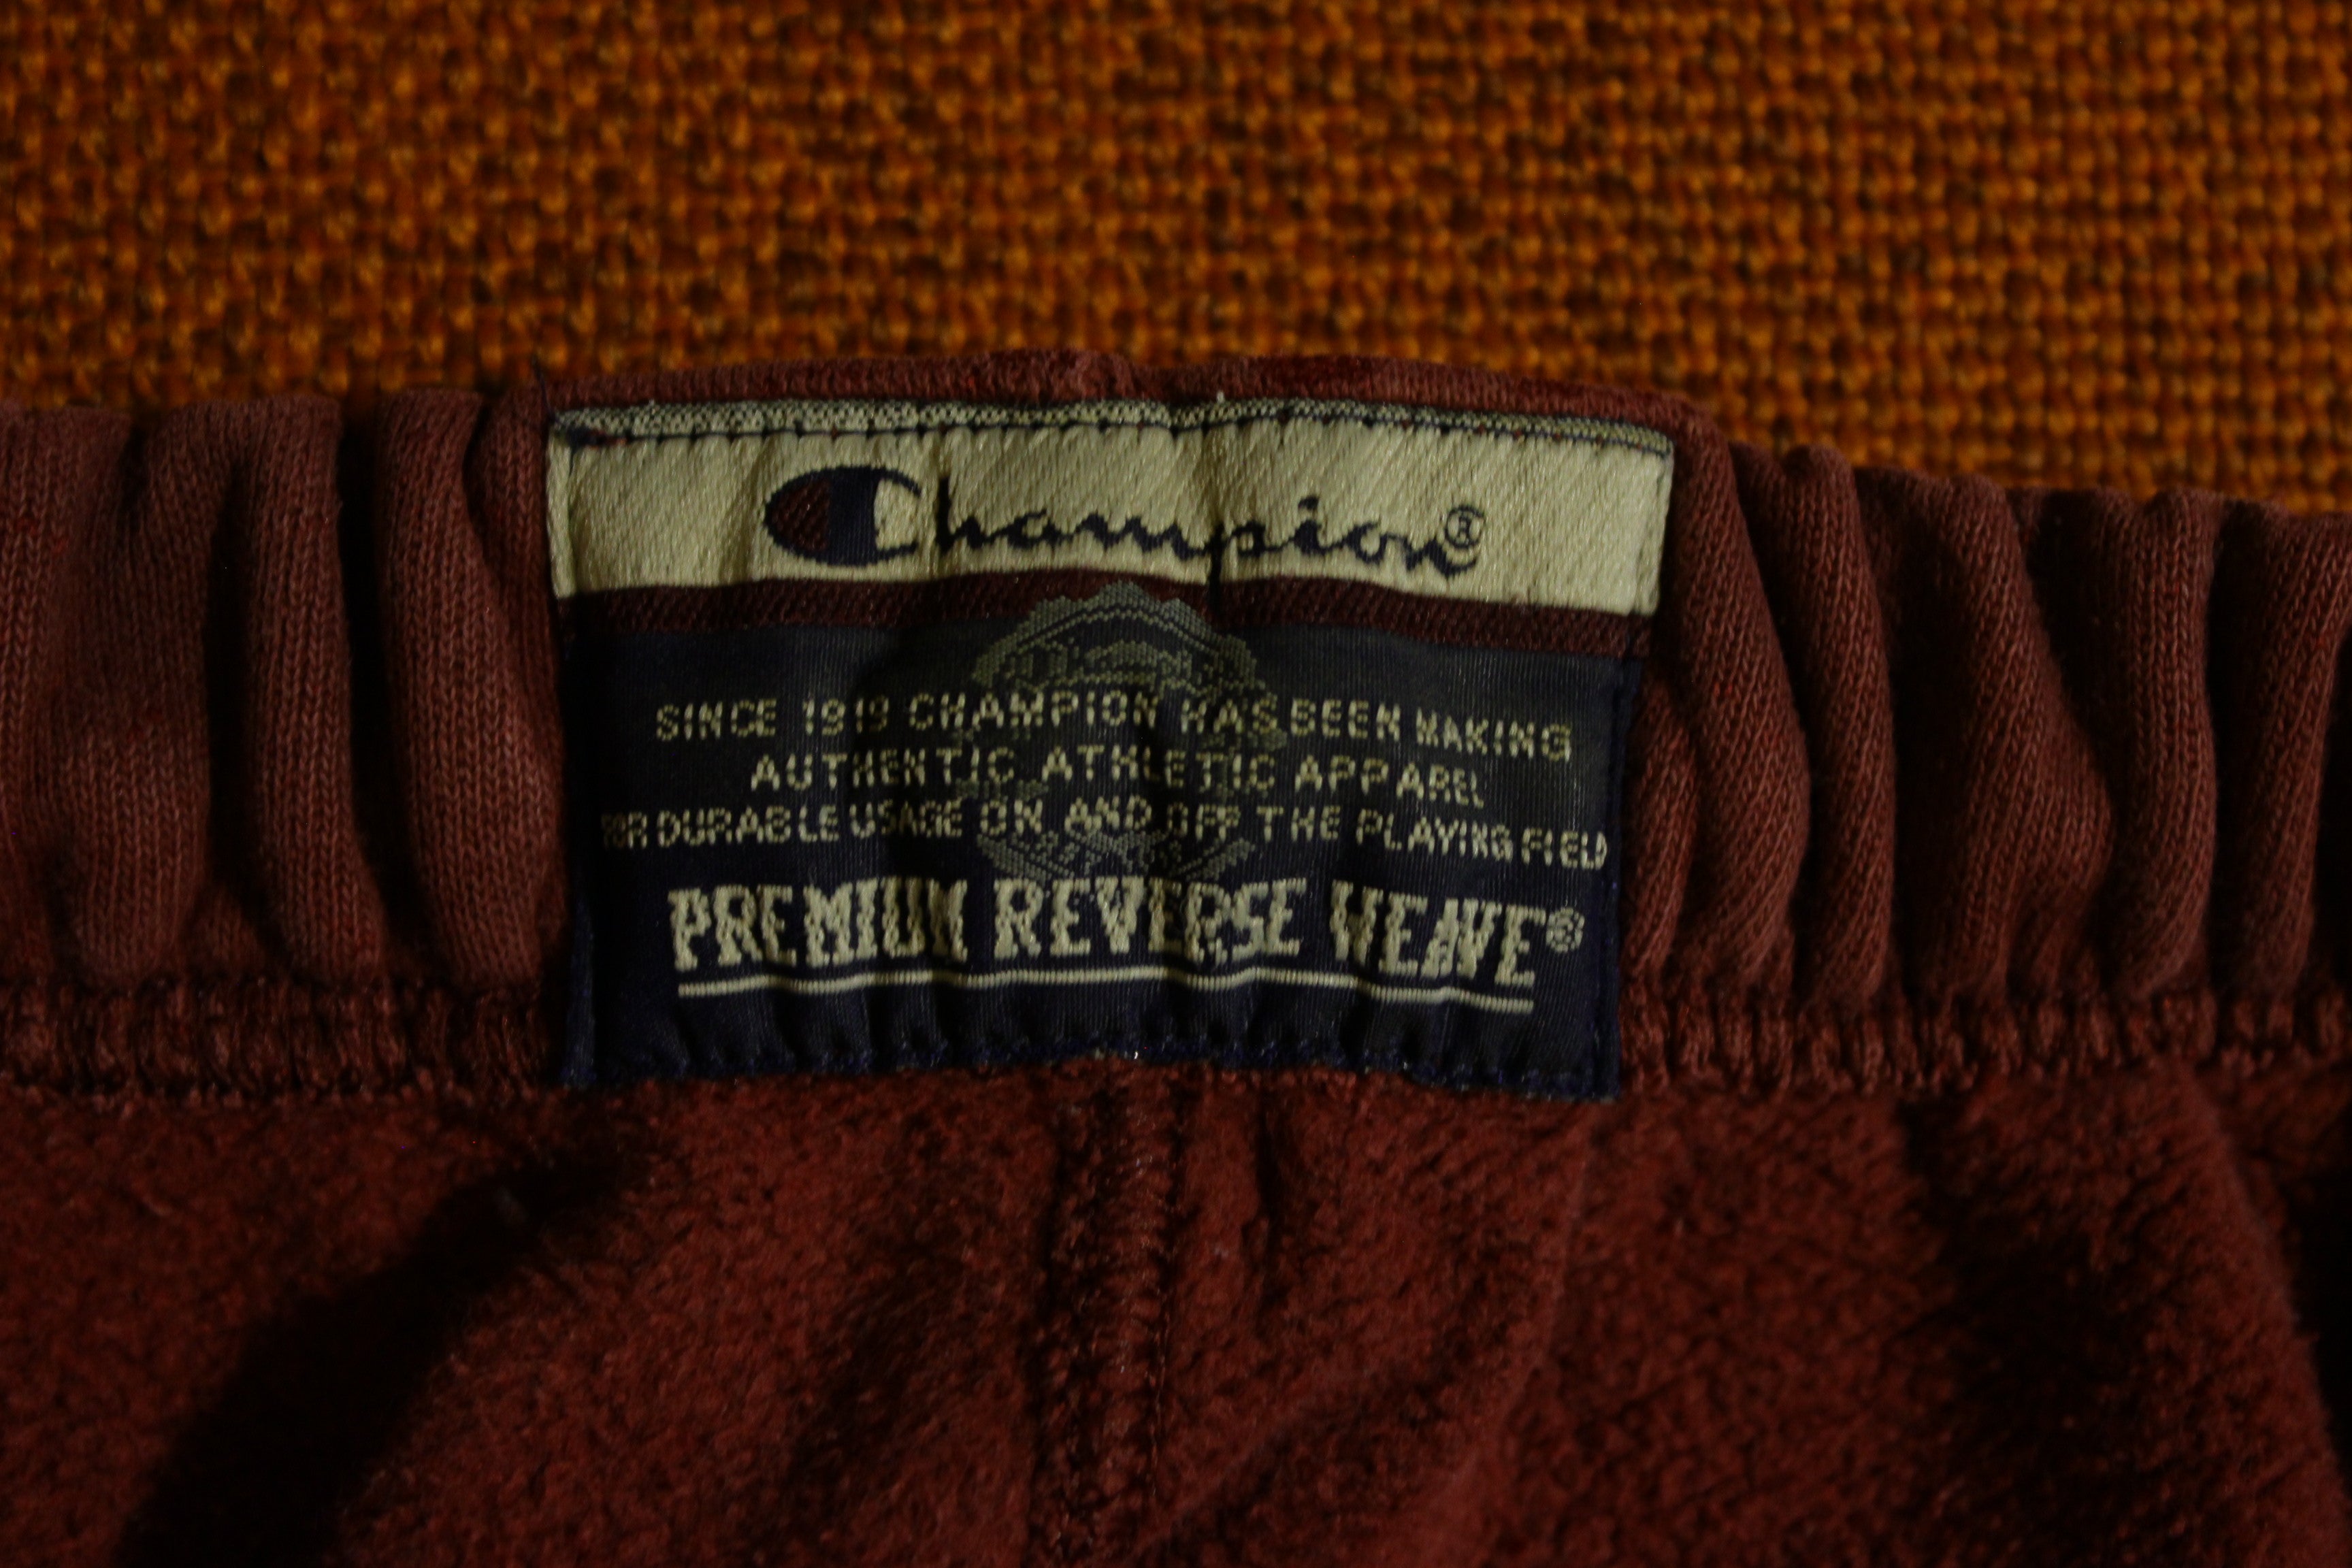 Champion®
SINCE 1919 CHAMPION HAS BEEN MAKING
AUTHENTIC ATHLETIC APPAREL
FOR DURABLE USAGE ON AND OFF THE PLAYING FIELD
PREMIUM REVERSE WEAVE®